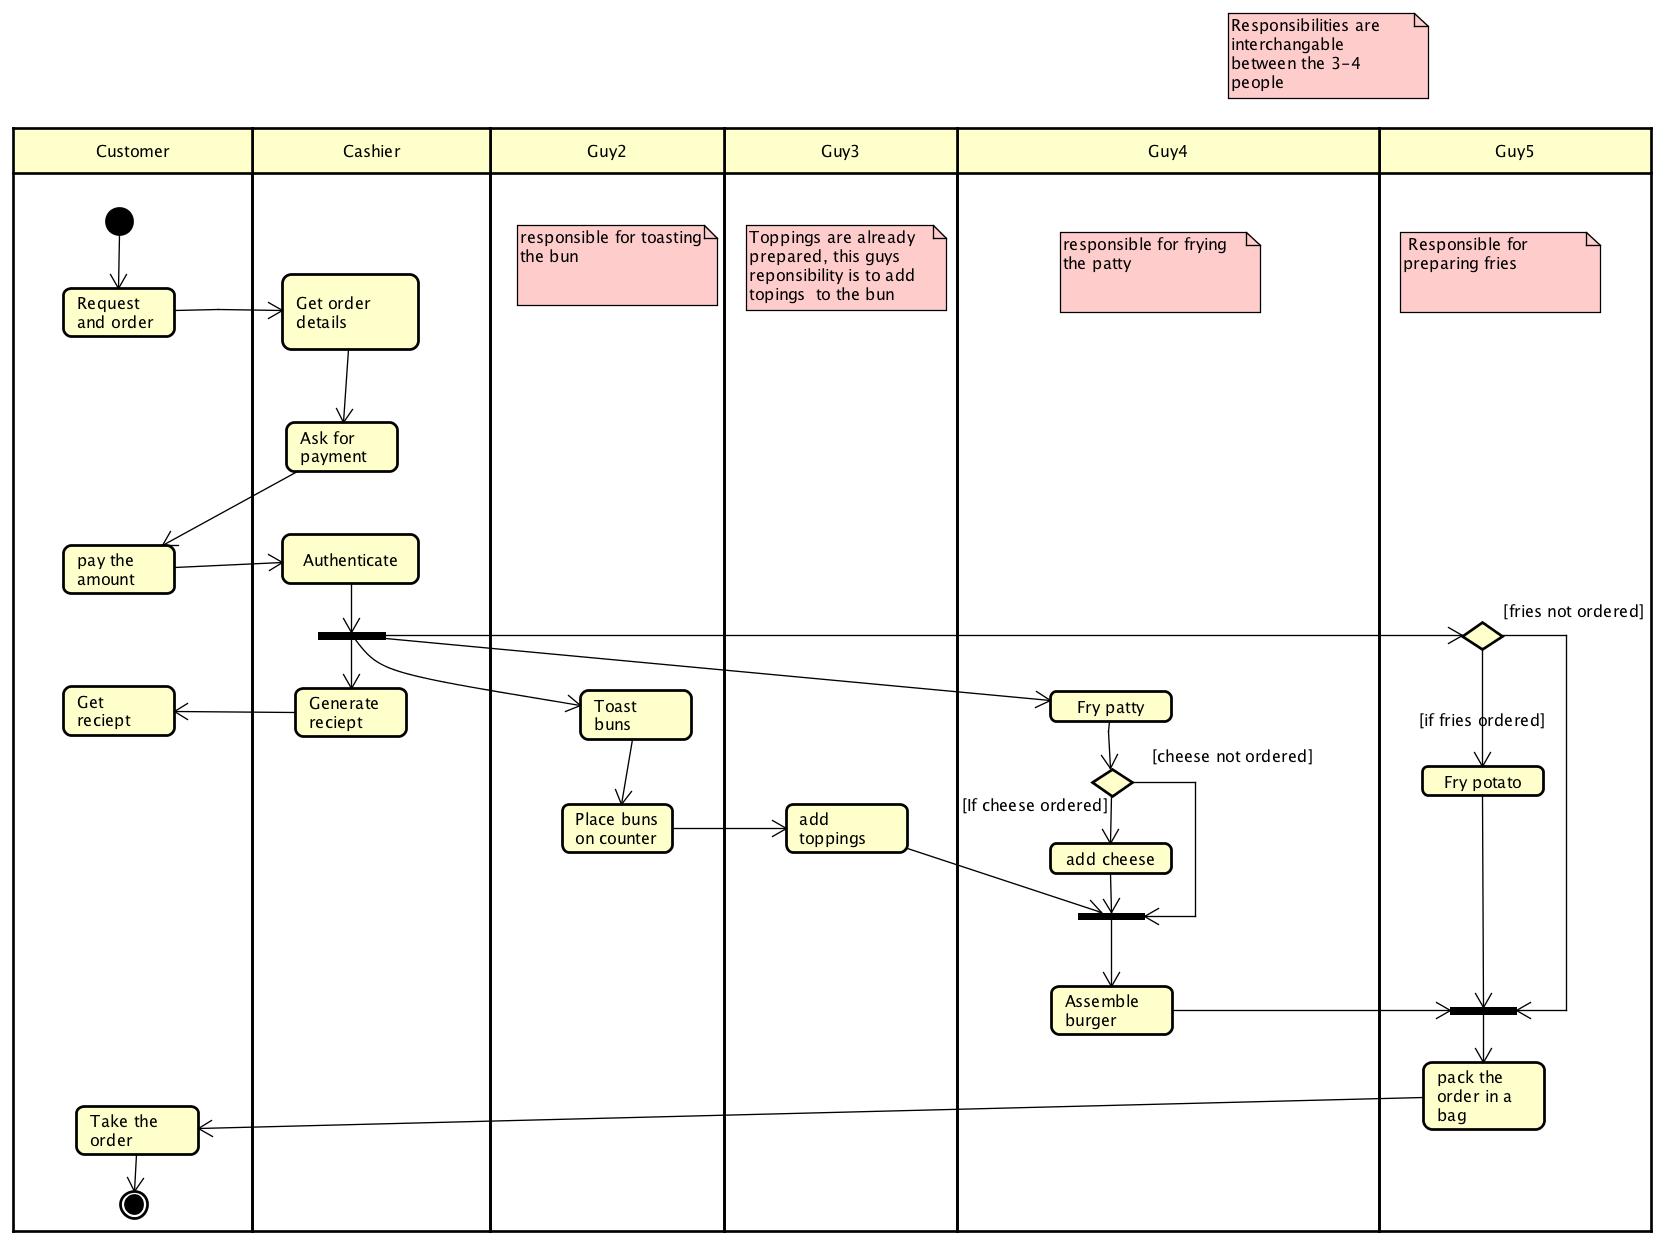 Responsibilities are
interchangable
between the 3-4
people
Customer
Cashier
Guy2
Guy3
Guy4
Guy5
responsible for toasting
the bun
Toppings are already
prepared, this guys
reponsibility is to add
topings  to the bun
responsible for frying
the patty
Responsible for
preparing fries
Request
and order
Get order
details
Ask for
payment
pay the
amount
Authenticate
[fries not ordered]
Get
reciept
Generate
reciept
Toast
buns
Fry patty
[if fries ordered]
[cheese not ordered]
Fry potato
[If cheese ordered]
Place buns
on counter
add
toppings
add cheese
Assemble
burger
pack the
order in a
bag
Take the
order